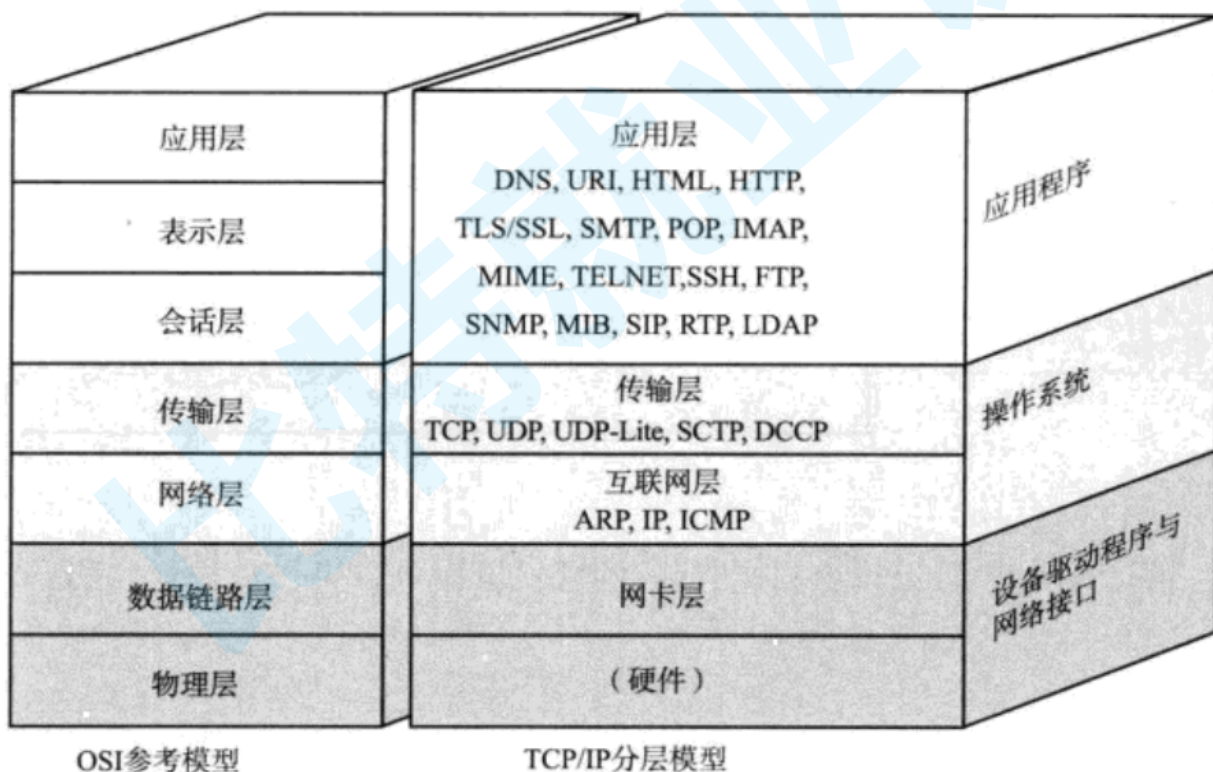 应用层
表示层
会话层
传输层
网络层
数据链路层
物理层
OSI参考模型
应用层
DNS, URI, HTML, HTTP,
TLS/SSL, SMTP, POP, IMAP,
MIME, TELNET,SSH, FTP,
SNMP, MIB, SIP, RTP, LDAP
传输层
TCP, UDP, UDP-Lite, SCTP, DCCP
互联网层
ARP, IP, ICMP
网卡层
（硬件）
TCP/IP分层模型
应用程序
操作系统
设备驱动程序与
网络接口
比特就业